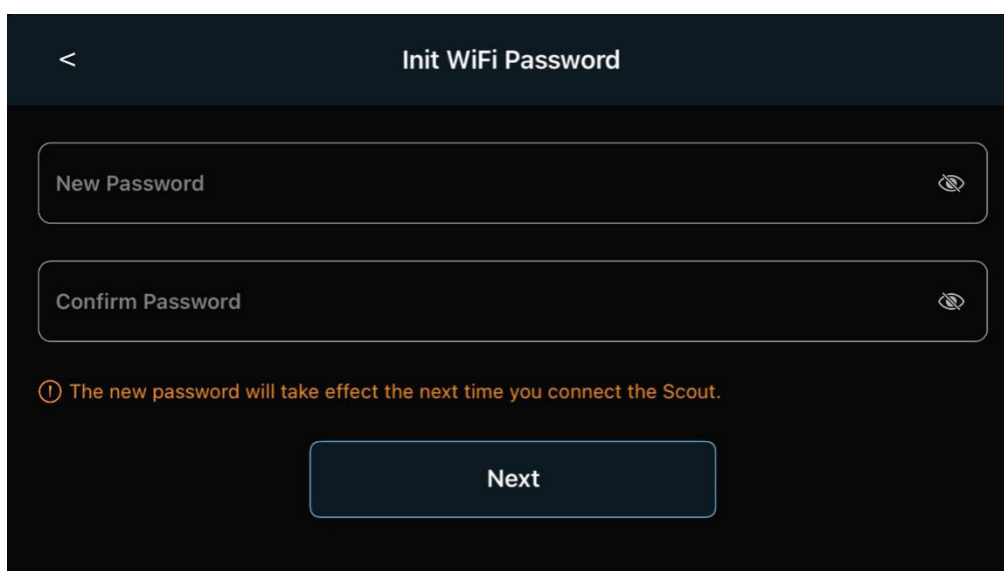 <
Init WiFi Password
New Password
Confirm Password
The new password will take effect the next time you connect the Scout.
Next